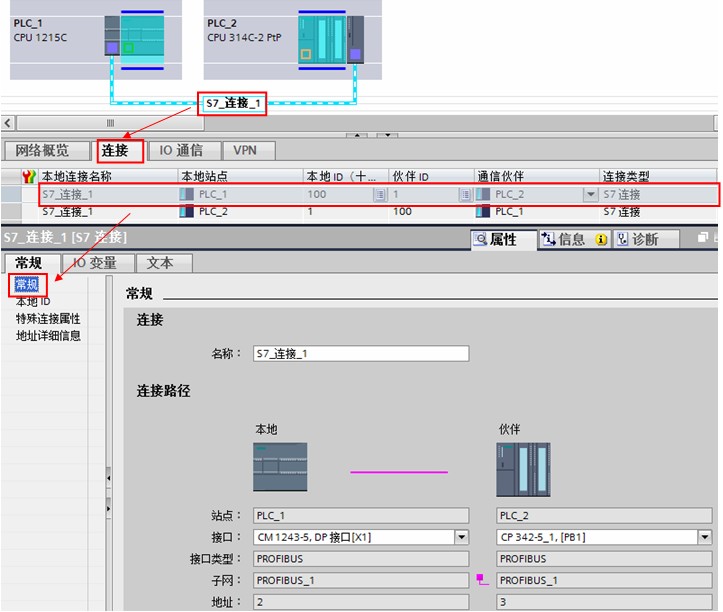 PLC_1
CPU 1215C
PLC_2
CPU 314C-2 PtP
S7_连接_1
网络概览
连接
IO 通信
VPN
本地连接名称 本地站点 本地 ID（十... 伙伴 ID 通信伙伴 连接类型
S7_连接_1 PLC_1 100 1 PLC_2 S7 连接
S7_连接_1 PLC_2 1 100 PLC_1 S7 连接
S7_连接_1 [S7 连接]
属性 信息 诊断
常规 IO 变量 文本
常规
本地 ID
特殊连接属性
地址详细信息
常规
连接
名称： S7_连接_1
连接路径
本地 伙伴
站点： PLC_1 PLC_2
接口： CM 1243-5, DP 接口[X1] CP 342-5_1, [PB1]
接口类型： PROFIBUS PROFIBUS
子网： PROFIBUS_1 PROFIBUS_1
地址： 2 3